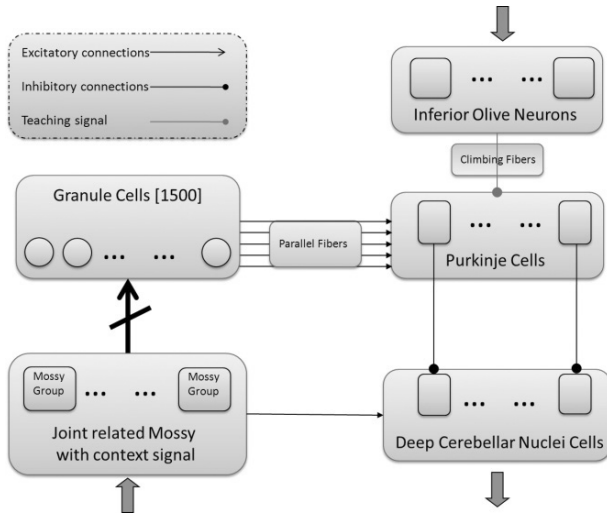 Excitatory connections
Inhibitory connections
Teaching signal
... ...
Inferior Olive Neurons
Climbing Fibers
Granule Cells [1500]
... ...
Parallel Fibers
... ...
Purkinje Cells
Mossy
Group
... ...
Mossy
Group
Joint related Mossy
with context signal
... ...
Deep Cerebellar Nuclei Cells